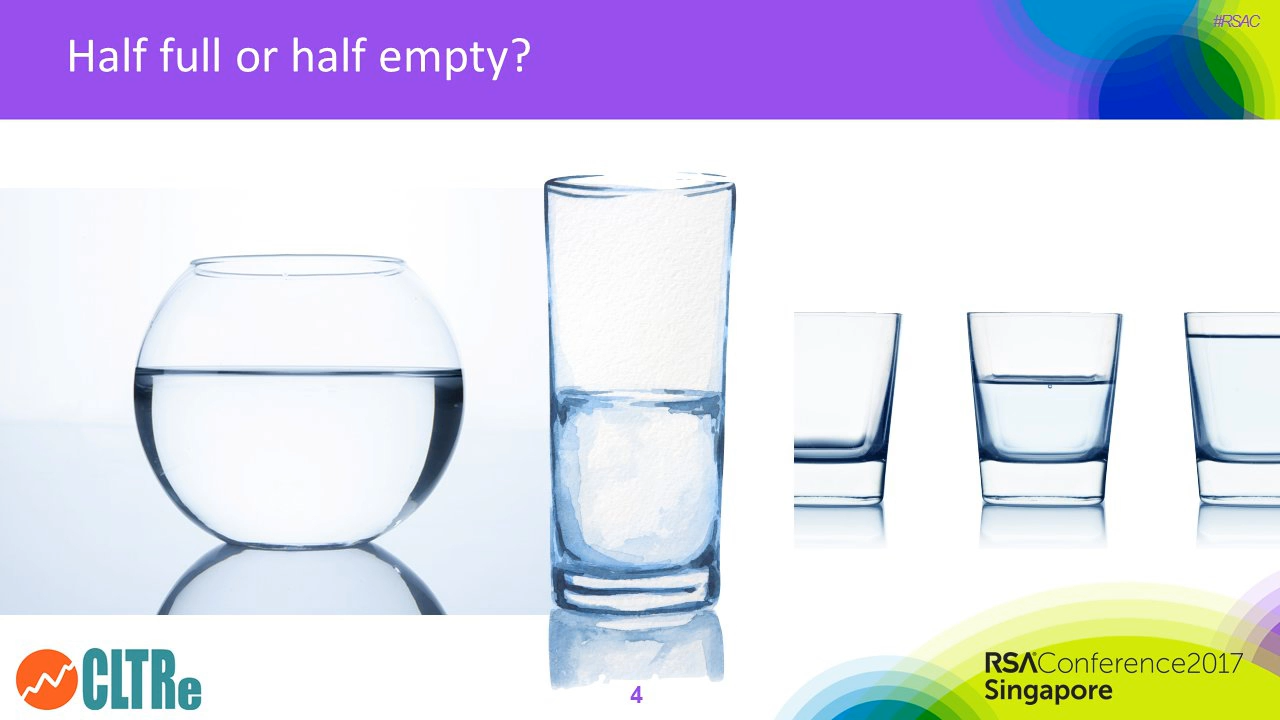 #RSAC
Half full or half empty?
CLTRe
4
RSAConference2017
Singapore